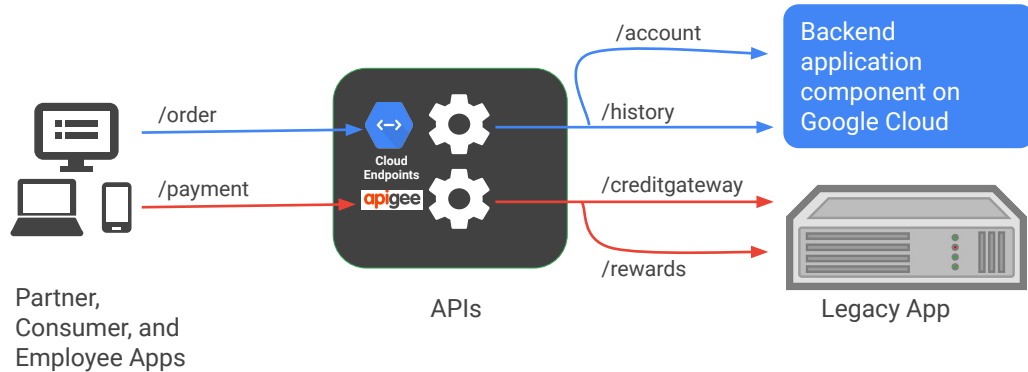 /account
Backend
application
component on
Google Cloud
/order
/history
Cloud
Endpoints
/payment
apigee
/creditgateway
/rewards
Partner,
Consumer, and
Employee Apps
APIs
Legacy App